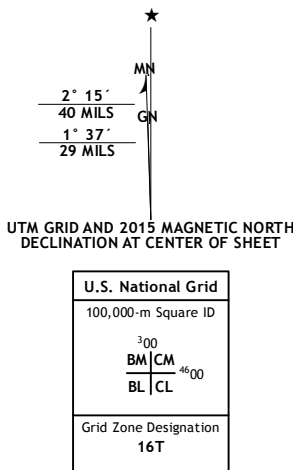 ★
MN
2° 15´
40 MILS
GN
1° 37´
29 MILS
UTM GRID AND 2015 MAGNETIC NORTH
DECLINATION AT CENTER OF SHEET
U.S. National Grid
100,000-m Square ID
³00
BM CM
⁴⁶00
BL CL
Grid Zone Designation
16T